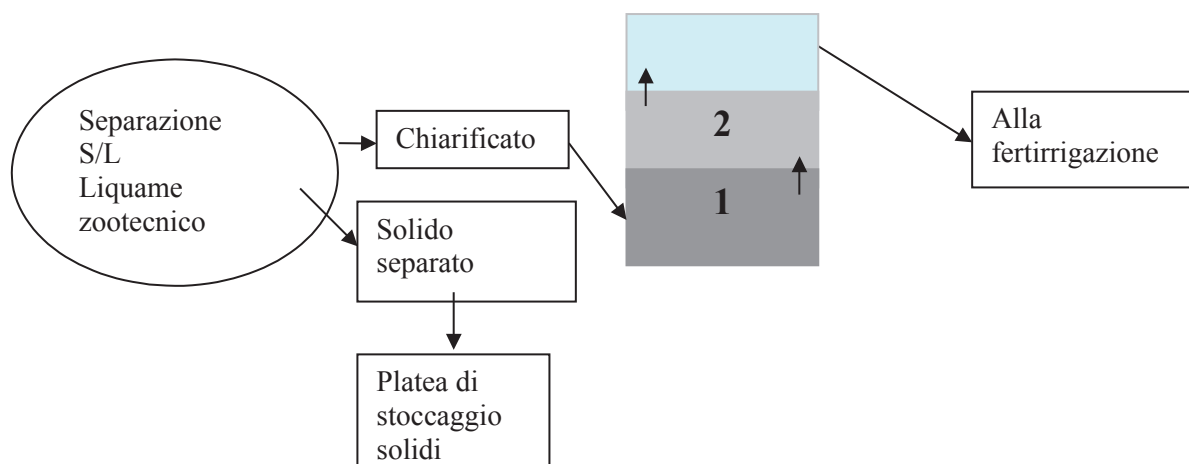 Separazione
S/L
Liquame
zootecnico
Chiarificato
Solido
separato
Platea di
stoccaggio
solidi
2
1
Alla
fertirrigazione